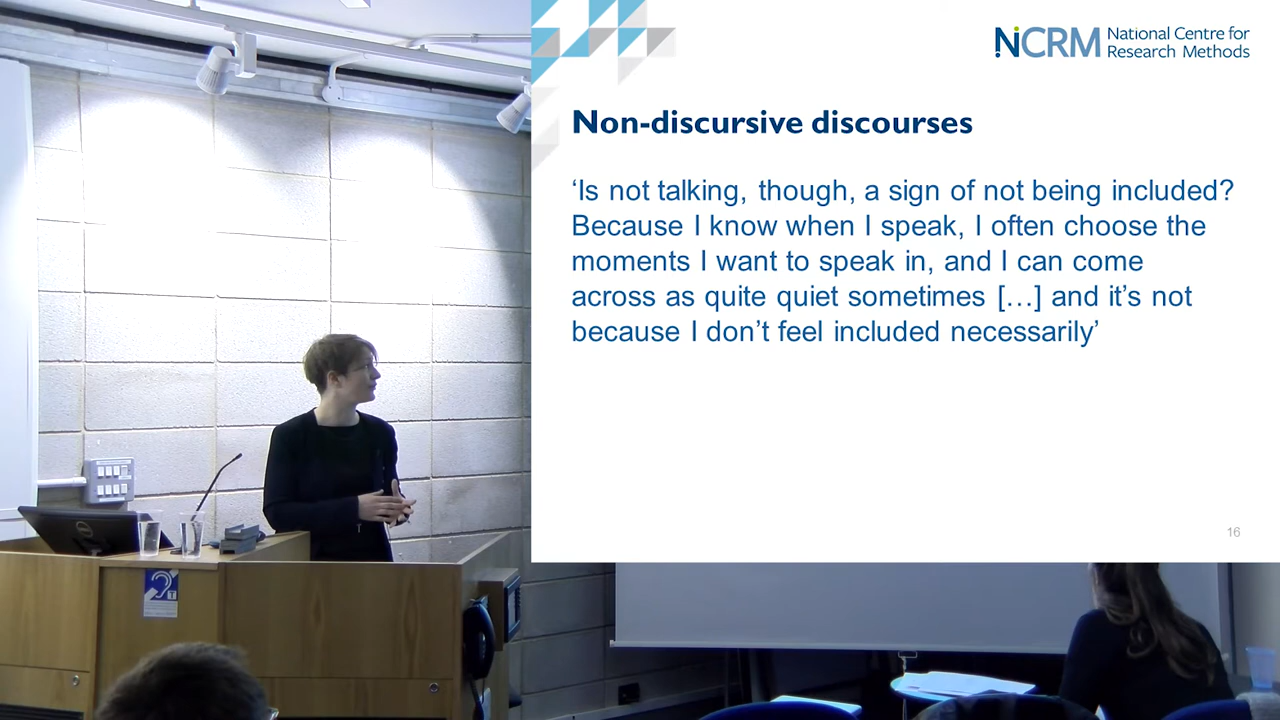 NCRM National Centre for
Research Methods
Non-discursive discourses
‘Is not talking, though, a sign of not being included?
Because I know when I speak, I often choose the
moments I want to speak in, and I can come
across as quite quiet sometimes […] and it’s not
because I don’t feel included necessarily’
16
DELL
T